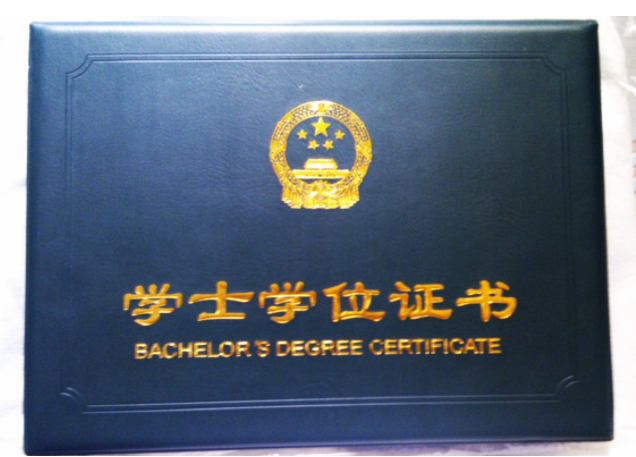 学士学位证书
BACHELOR'S DEGREE CERTIFICATE